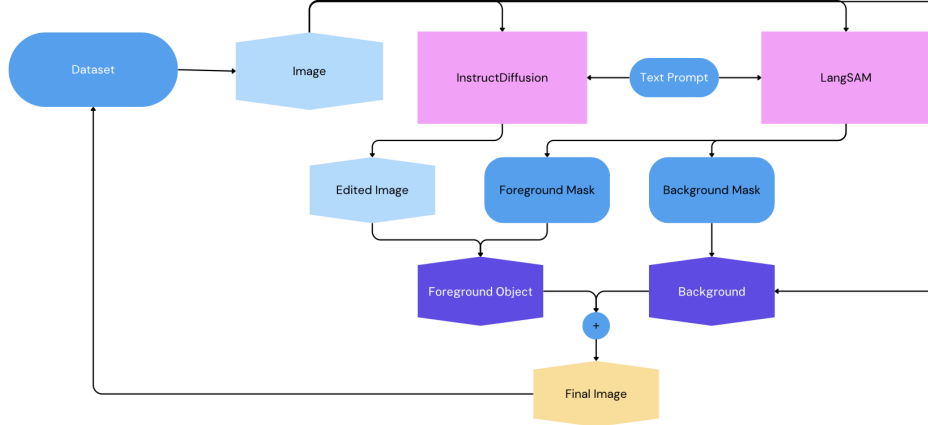 Dataset
Image
InstructDiffusion
Text Prompt
LangSAM
Edited Image
Foreground Mask
Background Mask
Foreground Object
Background
+
Final Image